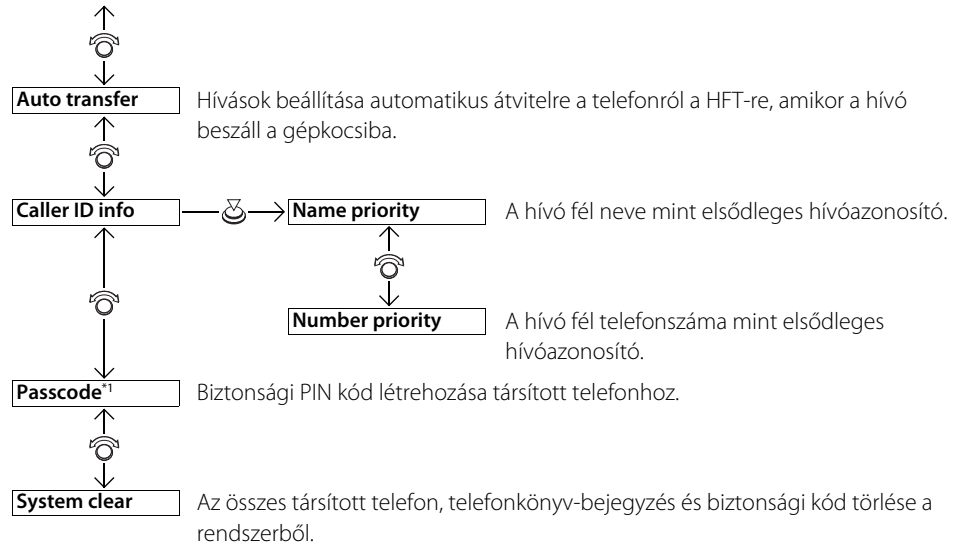 Auto transfer
Hívások beállítása automatikus átvitelre a telefonról a HFT-re, amikor a hívó
beszáll a gépkocsiba.
Caller ID info
Name priority
A hívó fél neve mint elsődleges hívóazonosító.
Number priority
A hívó fél telefonszáma mint elsődleges
hívóazonosító.
Passcode*1
Biztonsági PIN kód létrehozása társított telefonhoz.
System clear
Az összes társított telefon, telefonkönyv-bejegyzés és biztonsági kód törlése a
rendszerből.